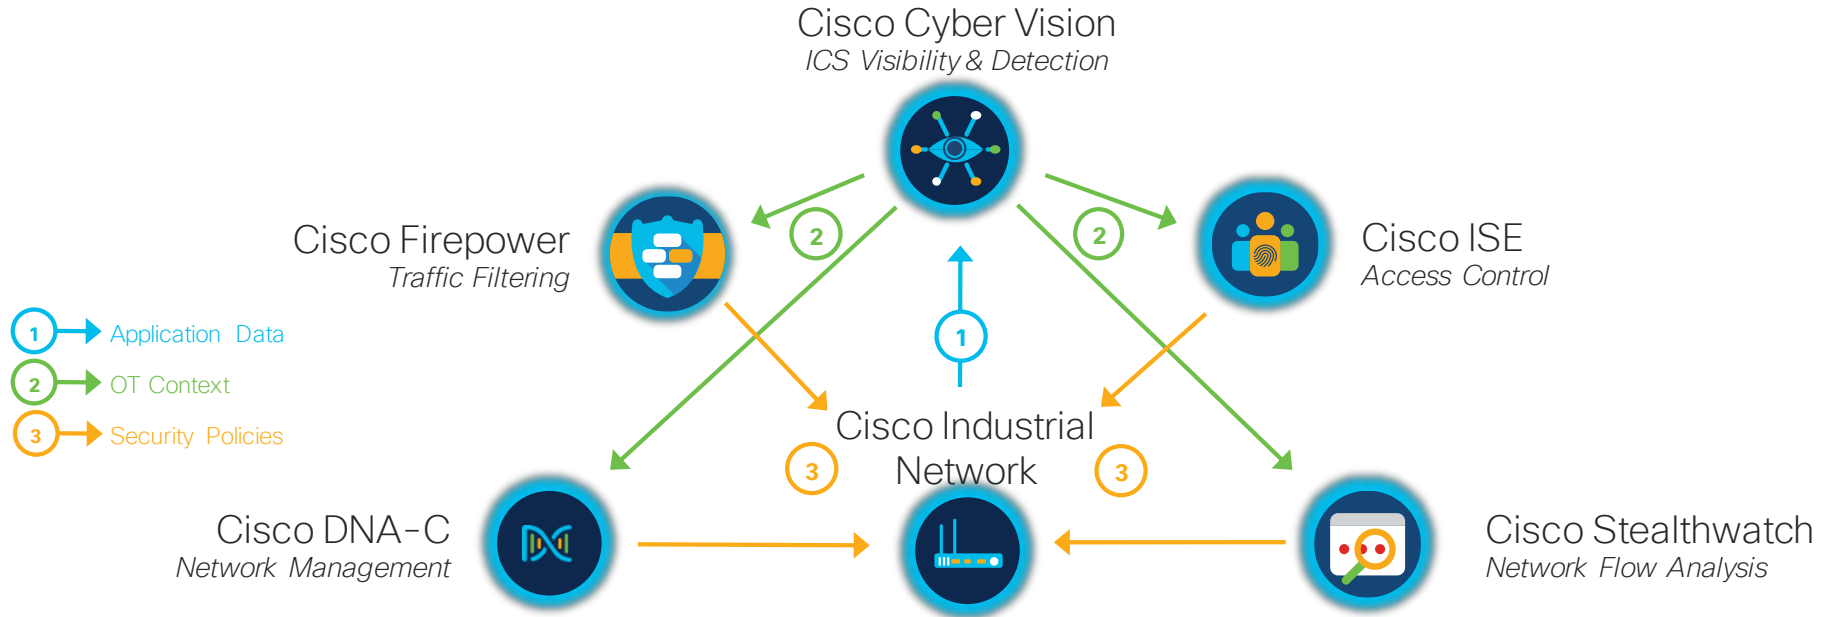 Cisco Cyber Vision
ICS Visibility & Detection
Cisco Firepower
Traffic Filtering
2
2
Cisco ISE
Access Control
1
1 Application Data
2 OT Context
3 Security Policies
Cisco Industrial
Network
3
3
Cisco DNA-C
Network Management
Cisco Stealthwatch
Network Flow Analysis